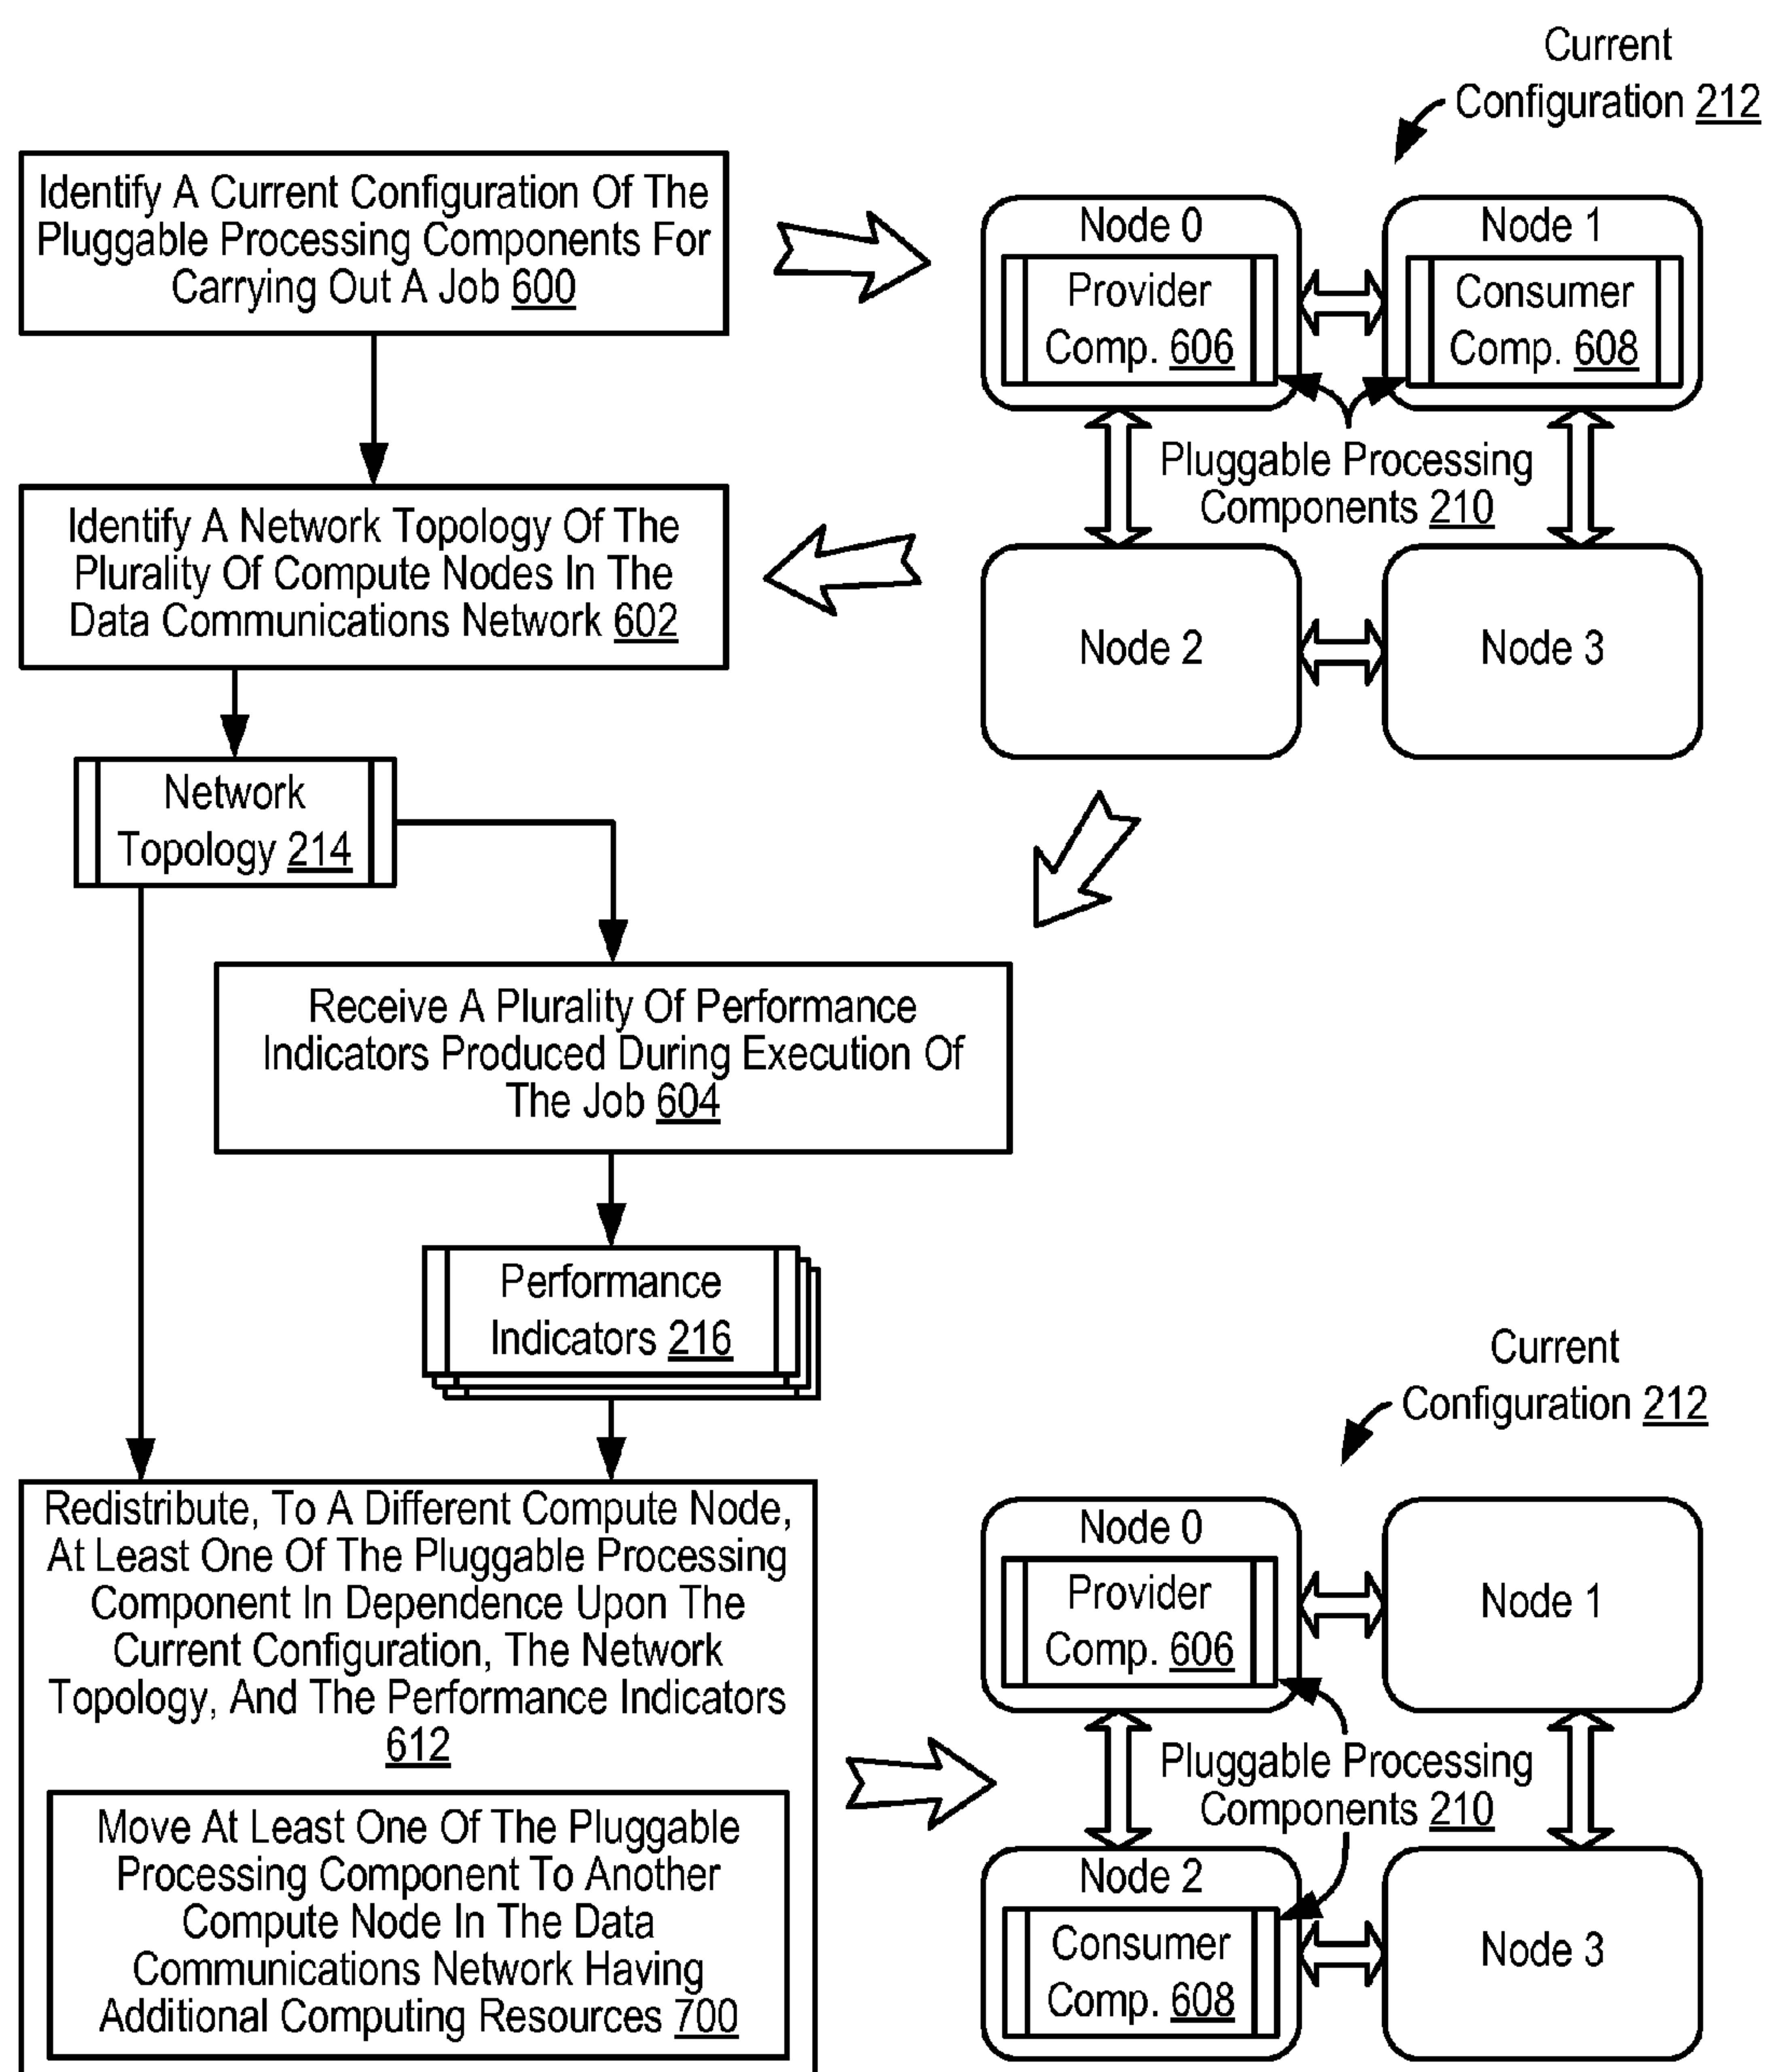 Current
Configuration 212
Identify A Current Configuration Of The
Pluggable Processing Components For
Carrying Out A Job 600
Node 0
Provider
Comp. 606
Node 1
Consumer
Comp. 608
Pluggable Processing
Components 210
Identify A Network Topology Of The
Plurality Of Compute Nodes In The
Data Communications Network 602
Node 2
Node 3
Network
Topology 214
Receive A Plurality Of Performance
Indicators Produced During Execution Of
The Job 604
Performance
Indicators 216
Current
Configuration 212
Redistribute, To A Different Compute Node,
At Least One Of The Pluggable Processing
Component In Dependence Upon The
Current Configuration, The Network
Topology, And The Performance Indicators
612
Node 0
Provider
Comp. 606
Node 1
Pluggable Processing
Components 210
Move At Least One Of The Pluggable
Processing Component To Another
Compute Node In The Data
Communications Network Having
Additional Computing Resources 700
Node 2
Consumer
Comp. 608
Node 3